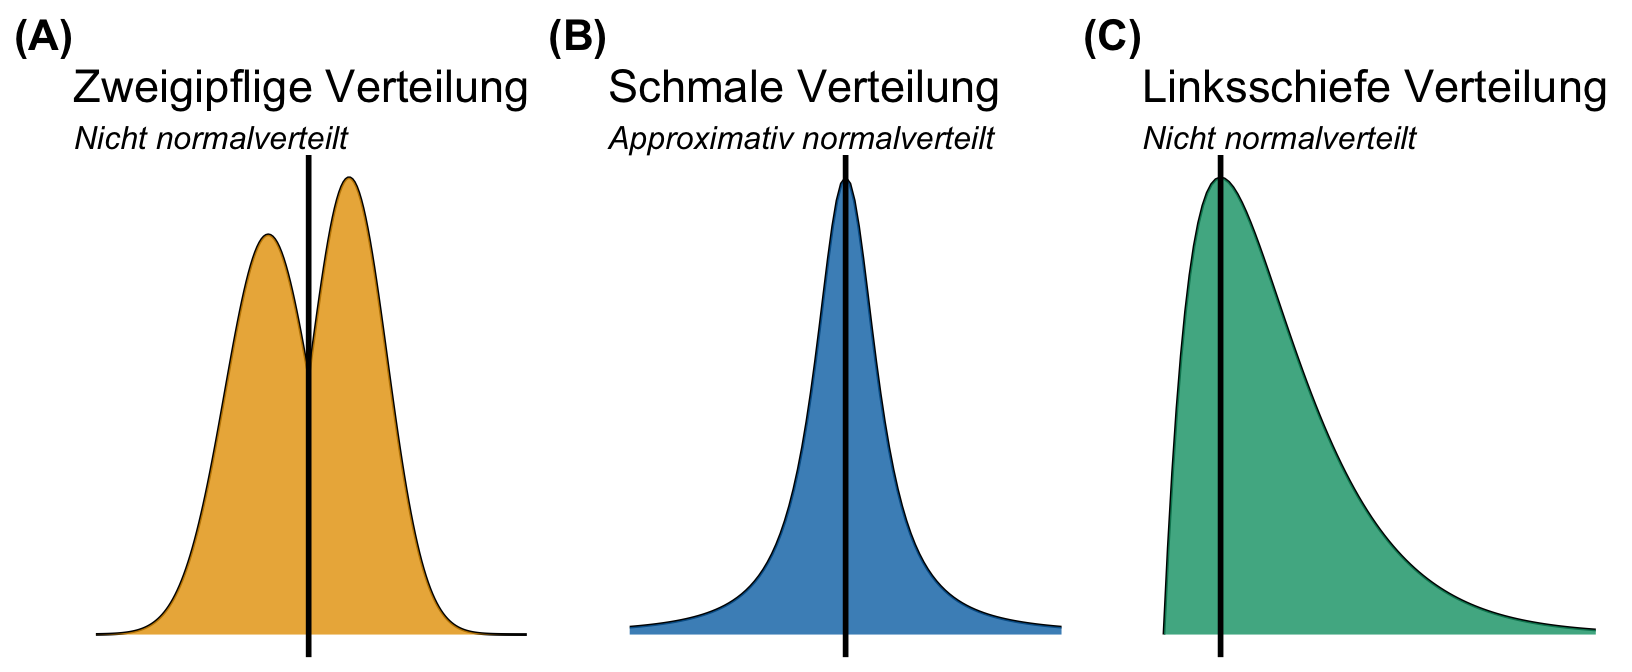 (A)
Zweigipflige Verteilung
Nicht normalverteilt
(B)
Schmale Verteilung
Approximativ normalverteilt
(C)
Linksschiefe Verteilung
Nicht normalverteilt